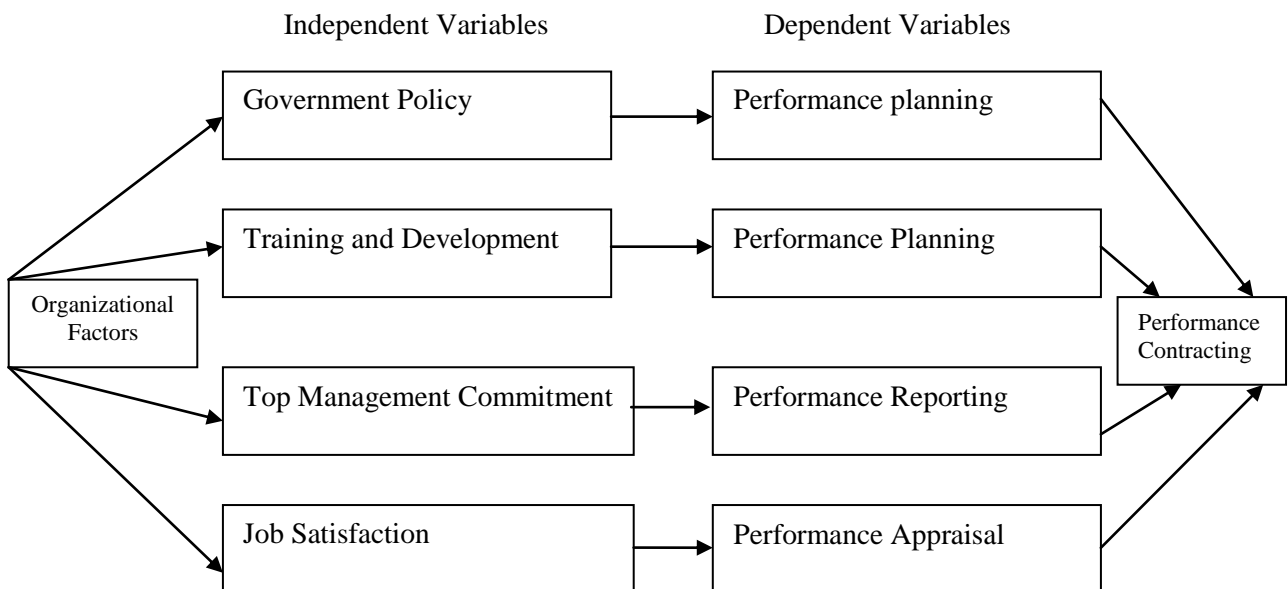 Independent Variables
Dependent Variables
Government Policy
Performance planning
Training and Development
Performance Planning
Organizational
Factors
Performance
Contracting
Top Management Commitment
Performance Reporting
Job Satisfaction
Performance Appraisal